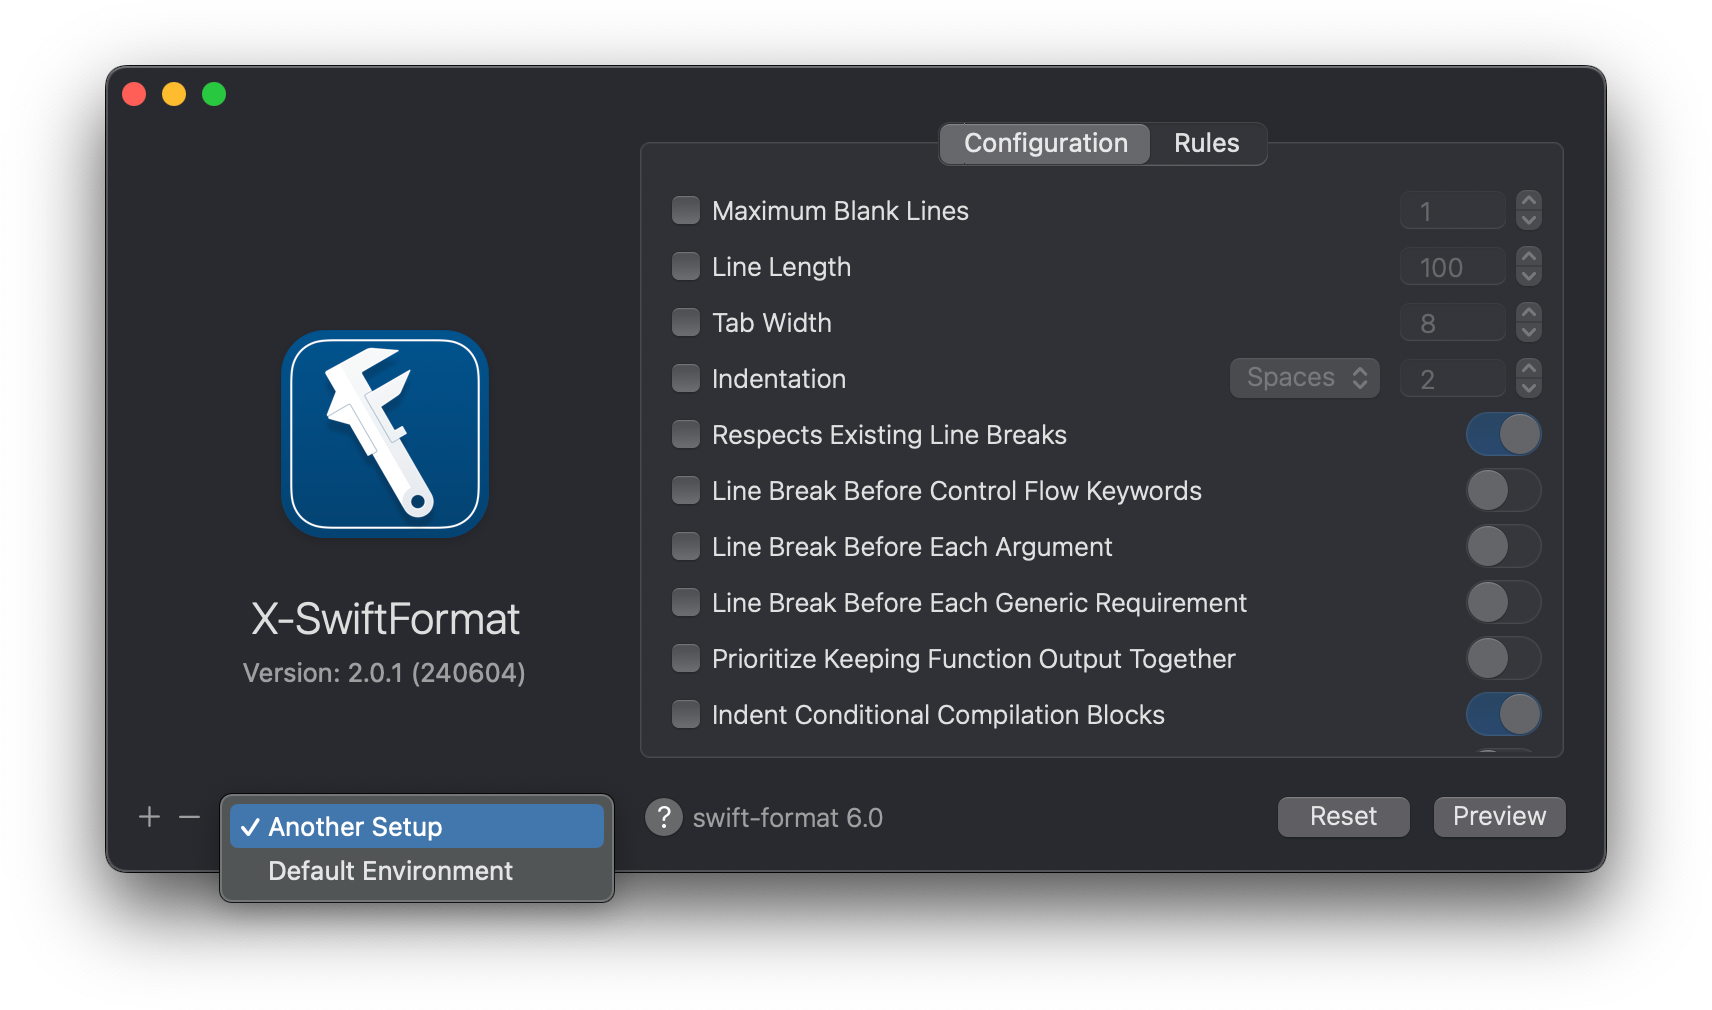 Configuration Rules
Maximum Blank Lines 1
Line Length 100
Tab Width 8
Indentation Spaces 2
Respects Existing Line Breaks
Line Break Before Control Flow Keywords
Line Break Before Each Argument
Line Break Before Each Generic Requirement
Prioritize Keeping Function Output Together
Indent Conditional Compilation Blocks
X-SwiftFormat
Version: 2.0.1 (240604)
+ −
✓ Another Setup
Default Environment
? swift-format 6.0
Reset Preview